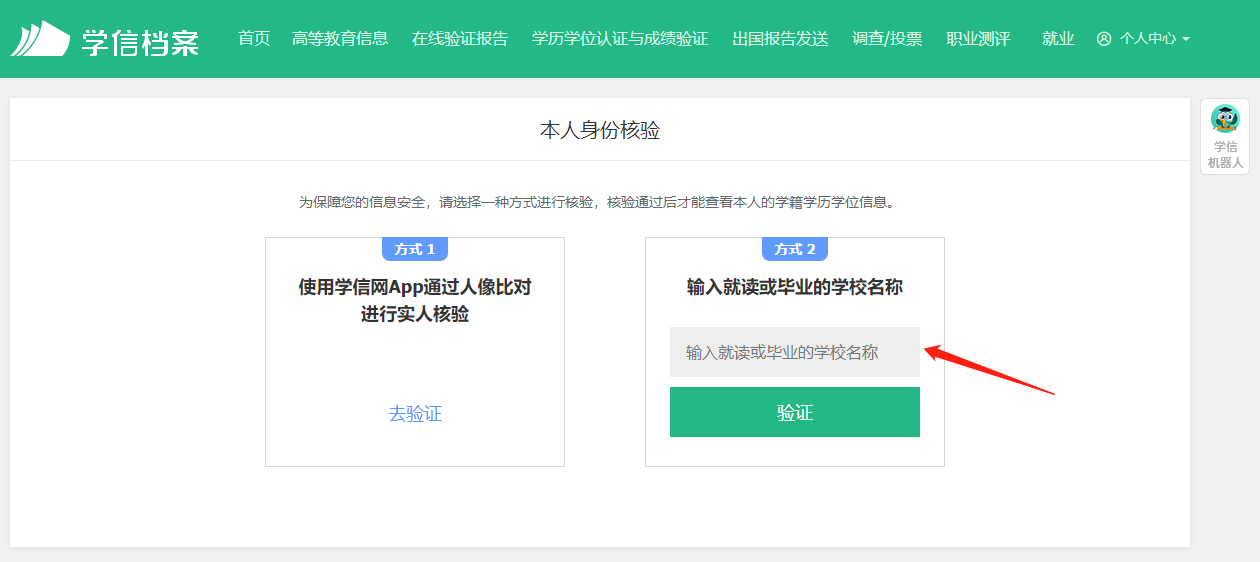 学信档案
首页 高等教育信息 在线验证报告 学历学位认证与成绩验证 出国报告发送 调查/投票 职业测评 就业 个人中心
本人身份核验
学信
机器人
为保障您的信息安全，请选择一种方式进行核验，核验通过后才能查看本人的学籍学历学位信息。
方式 1
使用学信网App通过人像比对
进行实人核验
去验证
方式 2
输入就读或毕业的学校名称
输入就读或毕业的学校名称
验证